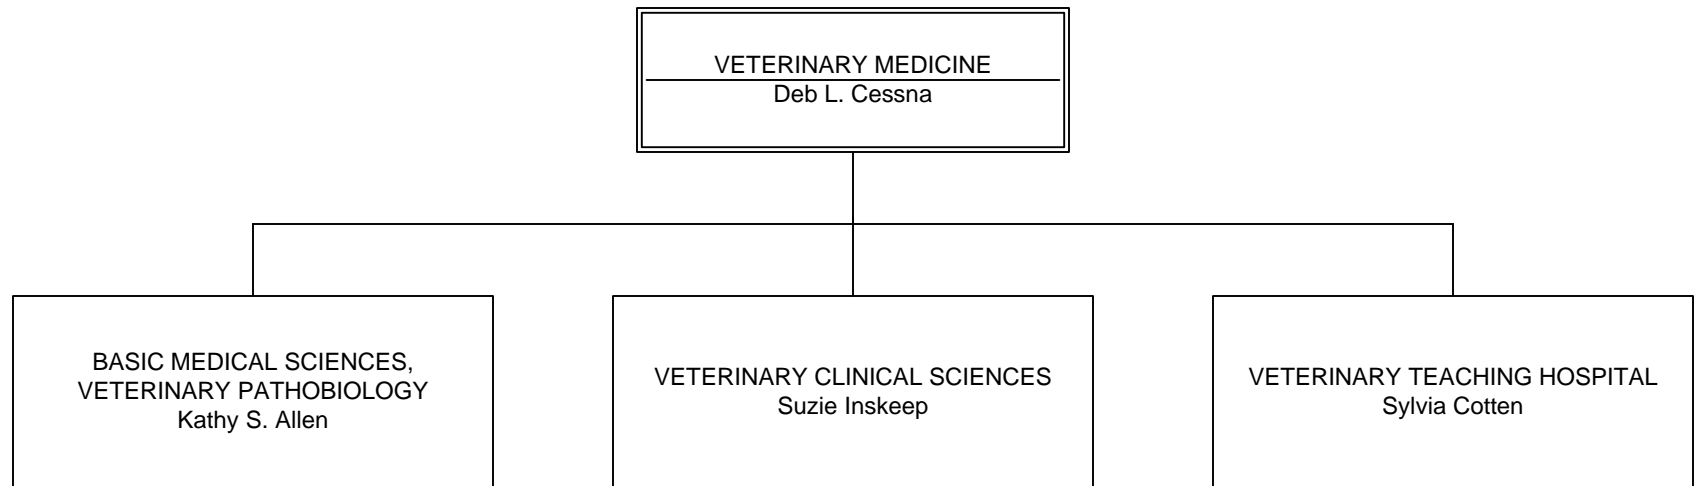 VETERINARY MEDICINE
Deb L. Cessna
BASIC MEDICAL SCIENCES,
VETERINARY PATHOBIOLOGY
Kathy S. Allen
VETERINARY CLINICAL SCIENCES
Suzie Inskeep
VETERINARY TEACHING HOSPITAL
Sylvia Cotten